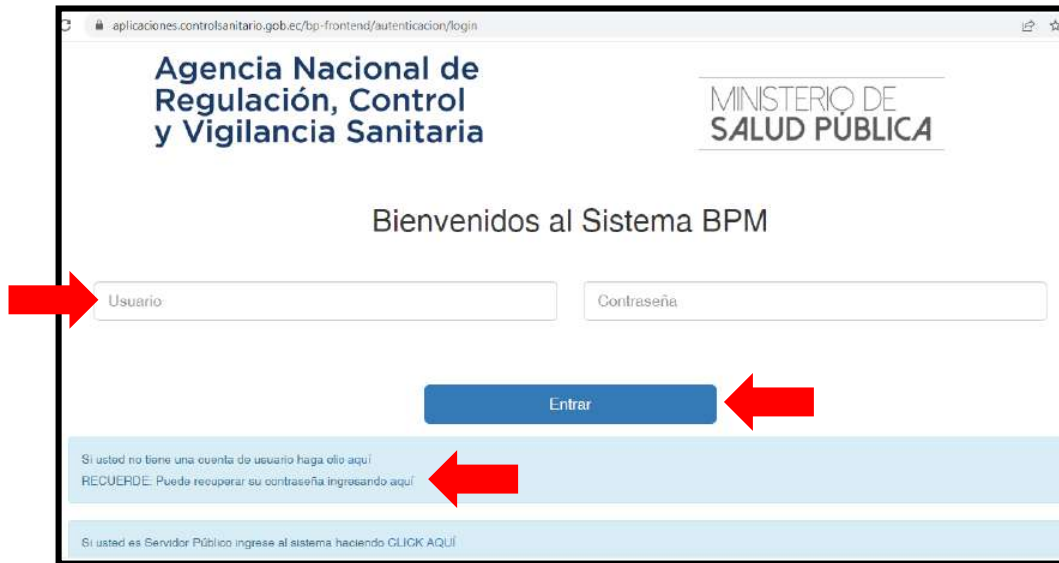 aplicaciones.controlsanitario.gob.ec/bp-frontend/autenticacion/login
Agencia Nacional de
Regulación, Control
y Vigilancia Sanitaria
MINISTERIO DE
SALUD PÚBLICA
Bienvenidos al Sistema BPM
Usuario
Contraseña
Entrar
Si usted no tiene una cuenta de usuario haga clic aquí
RECUERDE: Puede recuperar su contraseña ingresando aquí
Si usted es Servidor Público ingrese al sistema haciendo CLICK AQUÍ